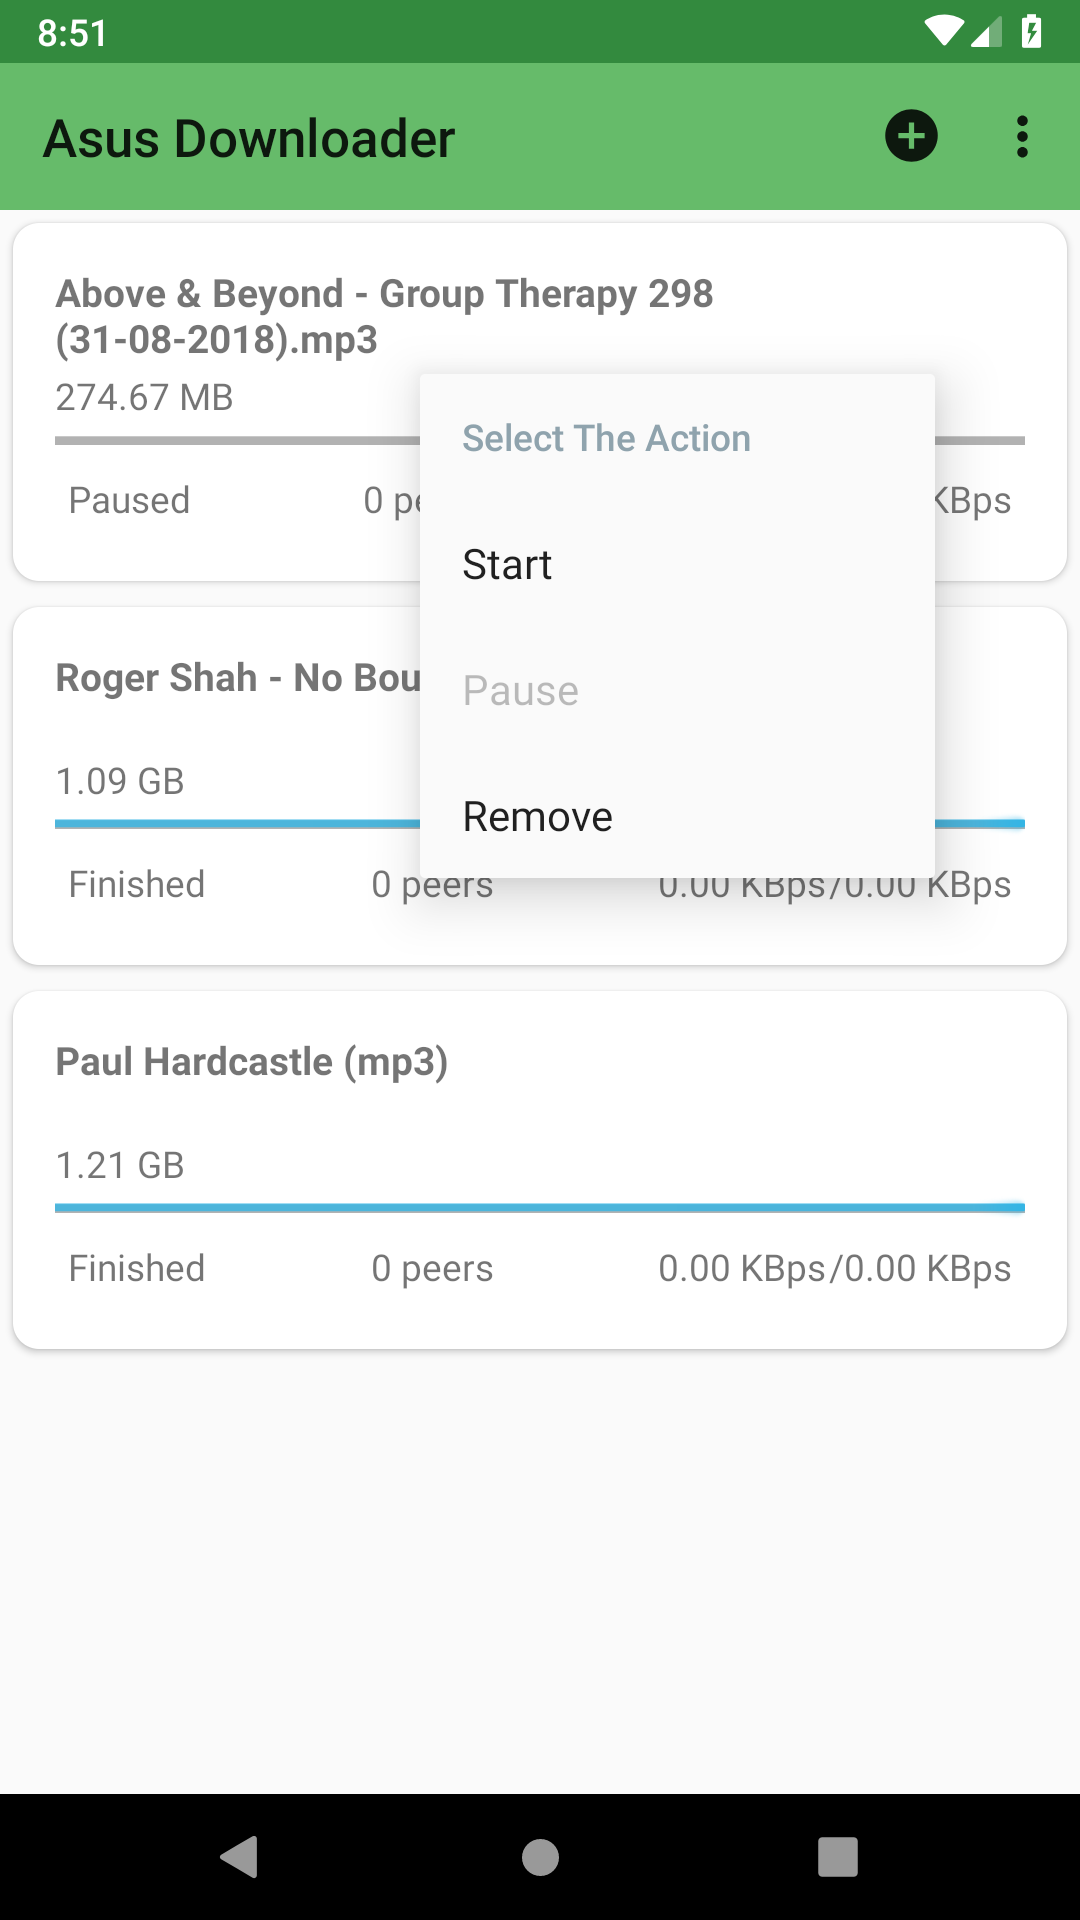 8:51
Asus Downloader
Above & Beyond - Group Therapy 298
(31-08-2018).mp3
274.67 MB
Select The Action
Paused 0 KBps
Start
Roger Shah - No
Pause
1.09 GB
Remove
Finished 0 peers 0.00 KBps/0.00 KBps
Paul Hardcastle (mp3)
1.21 GB
Finished 0 peers 0.00 KBps/0.00 KBps